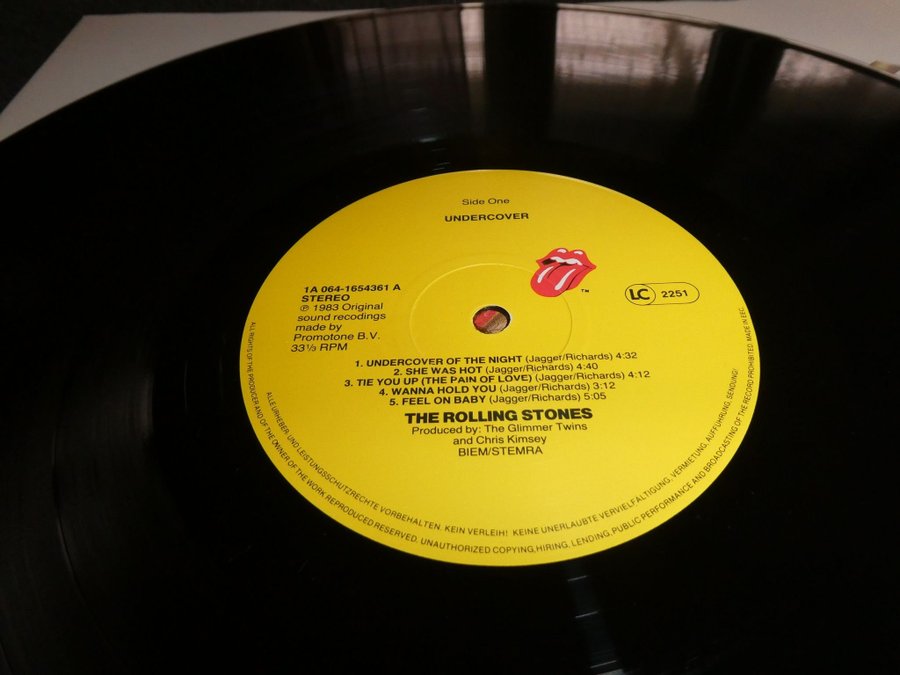 Side One
UNDERCOVER
1A 064-1654361 A
STEREO
℗ 1983 Original
sound recordings
made by
Promotone B.V.
33⅓ RPM
TM
LC 2251
1. UNDERCOVER OF THE NIGHT (Jagger/Richards) 4:32
2. SHE WAS HOT (Jagger/Richards) 4:40
3. TIE YOU UP (THE PAIN OF LOVE) (Jagger/Richards) 4:12
4. WANNA HOLD YOU (Jagger/Richards) 3:12
5. FEEL ON BABY (Jagger/Richards) 5:05
THE ROLLING STONES
Produced by: The Glimmer Twins
and Chris Kimsey
BIEM/STEMRA
ALLE URHEBER UND LEISTUNGSSCHUTZRECHTE VORBEHALTEN. KEIN VERLEIH! KEINE UNERLAUBTE VERVIELFÄLTIGUNG, VERMIETUNG, AUFFÜHRUNG, SENDUNG!
ALL RIGHTS OF THE PRODUCER AND OF THE OWNER OF THE WORK REPRODUCED RESERVED. UNAUTHORIZED COPYING, HIRING, LENDING, PUBLIC PERFORMANCE AND BROADCASTING OF THE RECORD PROHIBITED. MADE IN EEC.